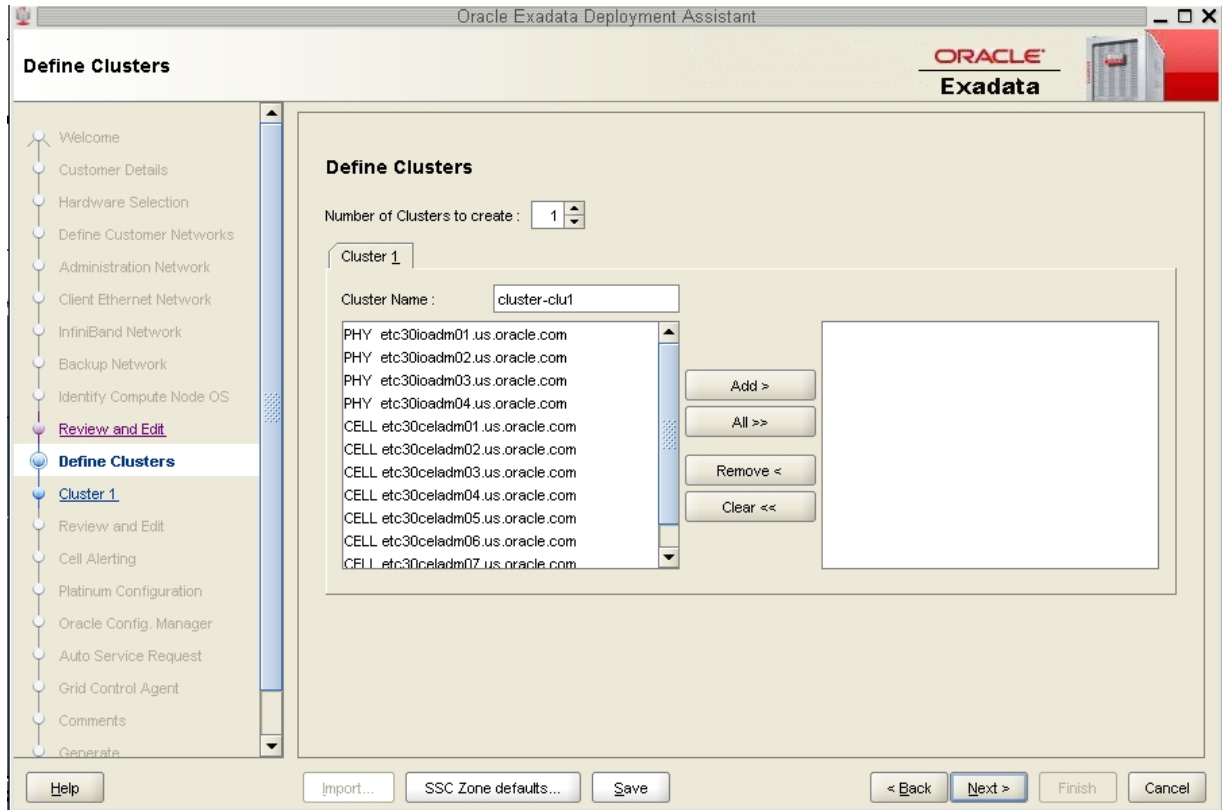 Oracle Exadata Deployment Assistant
Define Clusters
ORACLE
Exadata
Welcome
Customer Details
Hardware Selection
Define Customer Networks
Administration Network
Client Ethernet Network
InfiniBand Network
Backup Network
Identify Compute Node OS
Review and Edit
Define Clusters
Cluster 1
Review and Edit
Cell Alerting
Platinum Configuration
Oracle Config. Manager
Auto Service Request
Grid Control Agent
Comments
Generate
Define Clusters
Number of Clusters to create : 1
Cluster 1
Cluster Name : cluster-clu1
PHY etc30ioadm01.us.oracle.com
PHY etc30ioadm02.us.oracle.com
PHY etc30ioadm03.us.oracle.com
PHY etc30ioadm04.us.oracle.com
CELL etc30celadm01.us.oracle.com
CELL etc30celadm02.us.oracle.com
CELL etc30celadm03.us.oracle.com
CELL etc30celadm04.us.oracle.com
CELL etc30celadm05.us.oracle.com
CELL etc30celadm06.us.oracle.com
CELL etc30celadm07.us.oracle.com
Add >
All >>
Remove <
Clear <<
Help
Import...
SSC Zone defaults...
Save
< Back
Next >
Finish
Cancel